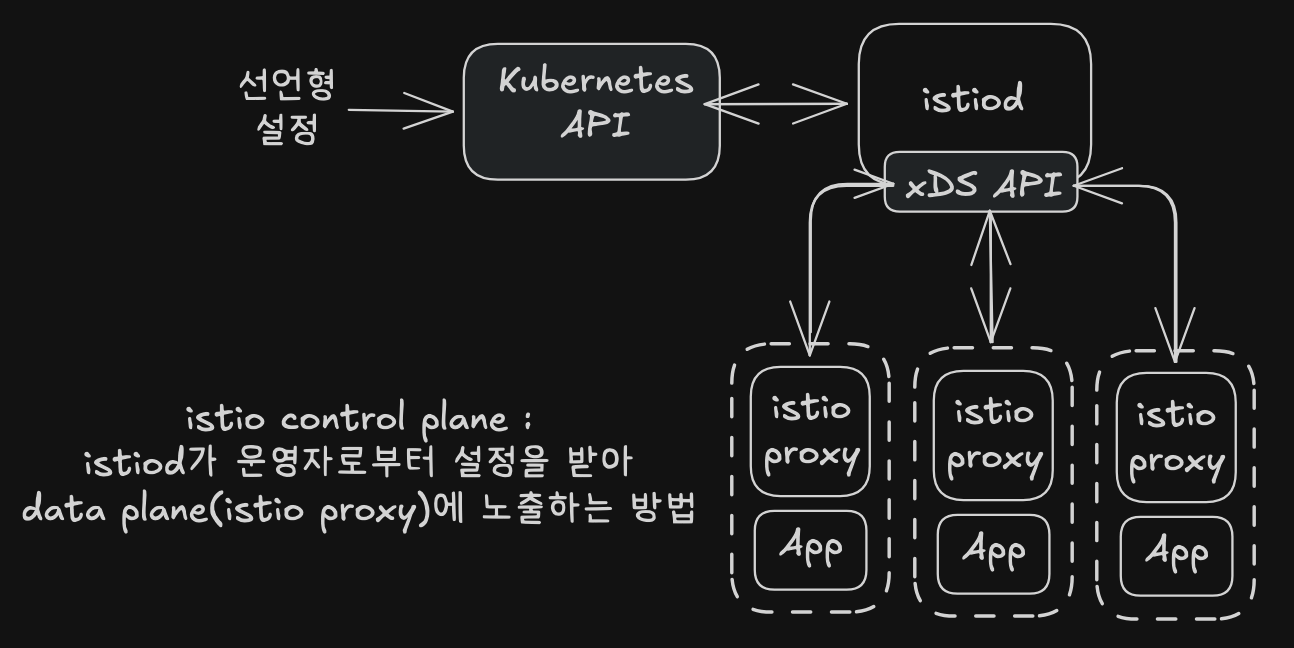 선언형
설정
Kubernetes
API
istiod
xDS API
istio control plane :
istiod가 운영자로부터 설정을 받아
data plane(istio proxy)에 노출하는 방법
istio
proxy
App
istio
proxy
App
istio
proxy
App